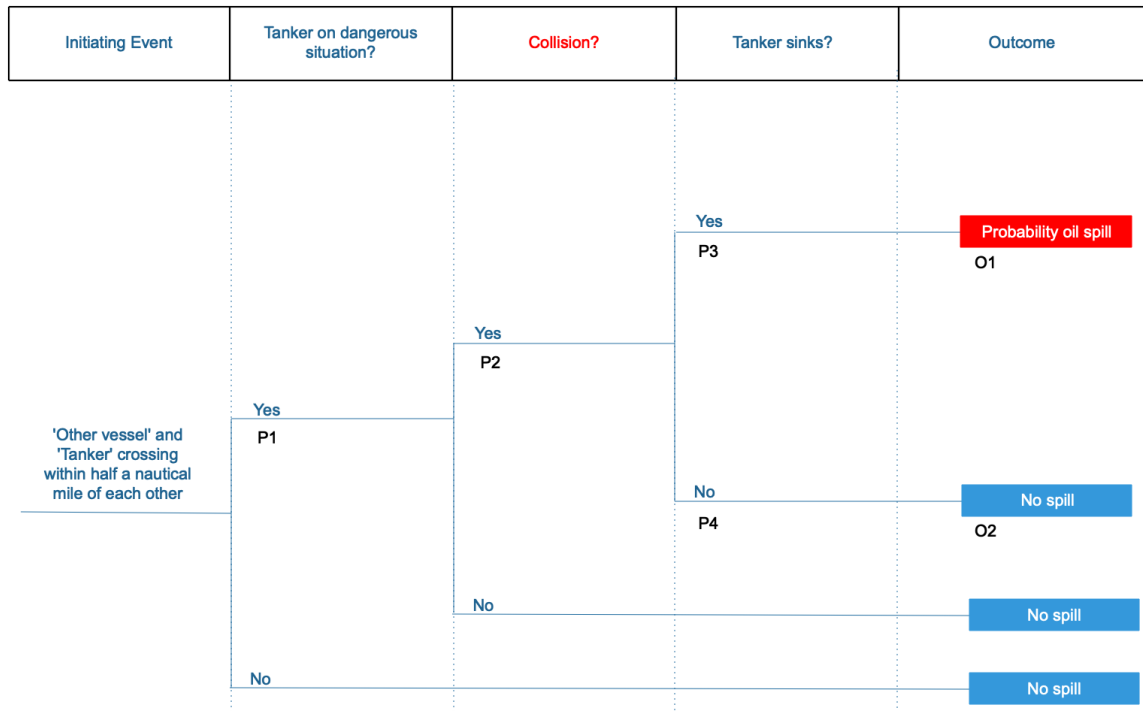 Initiating Event
Tanker on dangerous
situation?
Collision?
Tanker sinks?
Outcome
Yes
Probability oil spill
P3
O1
Yes
P2
Yes
P1
'Other vessel' and
'Tanker' crossing
within half a nautical
mile of each other
No
No spill
P4
O2
No
No spill
No
No spill